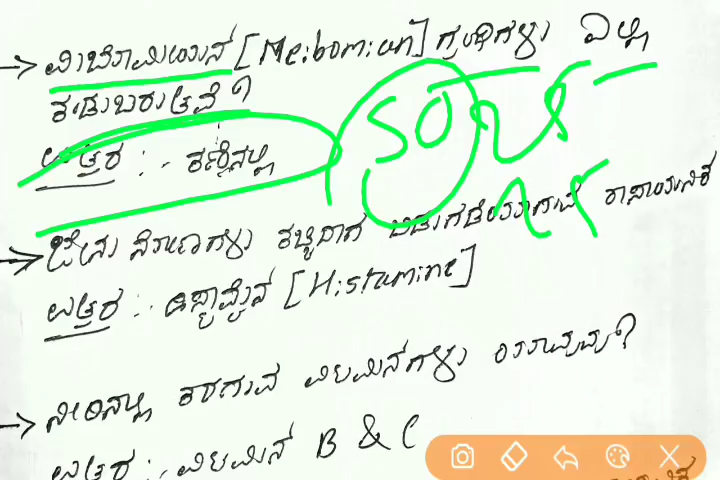 → ಮಿಬೋಮಿಯನ್ [Meibomian] ಗ್ರಂಥಿಗಳು ಎಲ್ಲಿ
ಕಂಡುಬರುತ್ತವೆ ?
ಉತ್ತರ :- ಕಣ್ಣಿನಲ್ಲಿ
50
→ ಜೇನು ನೊಣಗಳು ಕಚ್ಚಿದಾಗ ಬಿಡುಗಡೆಯಾಗುವ ರಾಸಾಯನಿಕ
ಉತ್ತರ :- ಹಿಸ್ಟಮೈನ್ [Histamine]
→ ನೀರಿನಲ್ಲಿ ಕರಗುವ ವಿಟಮಿನ್‌ಗಳು ಯಾವುವು?
ಉತ್ತರ :- ವಿಟಮಿನ್ B & C